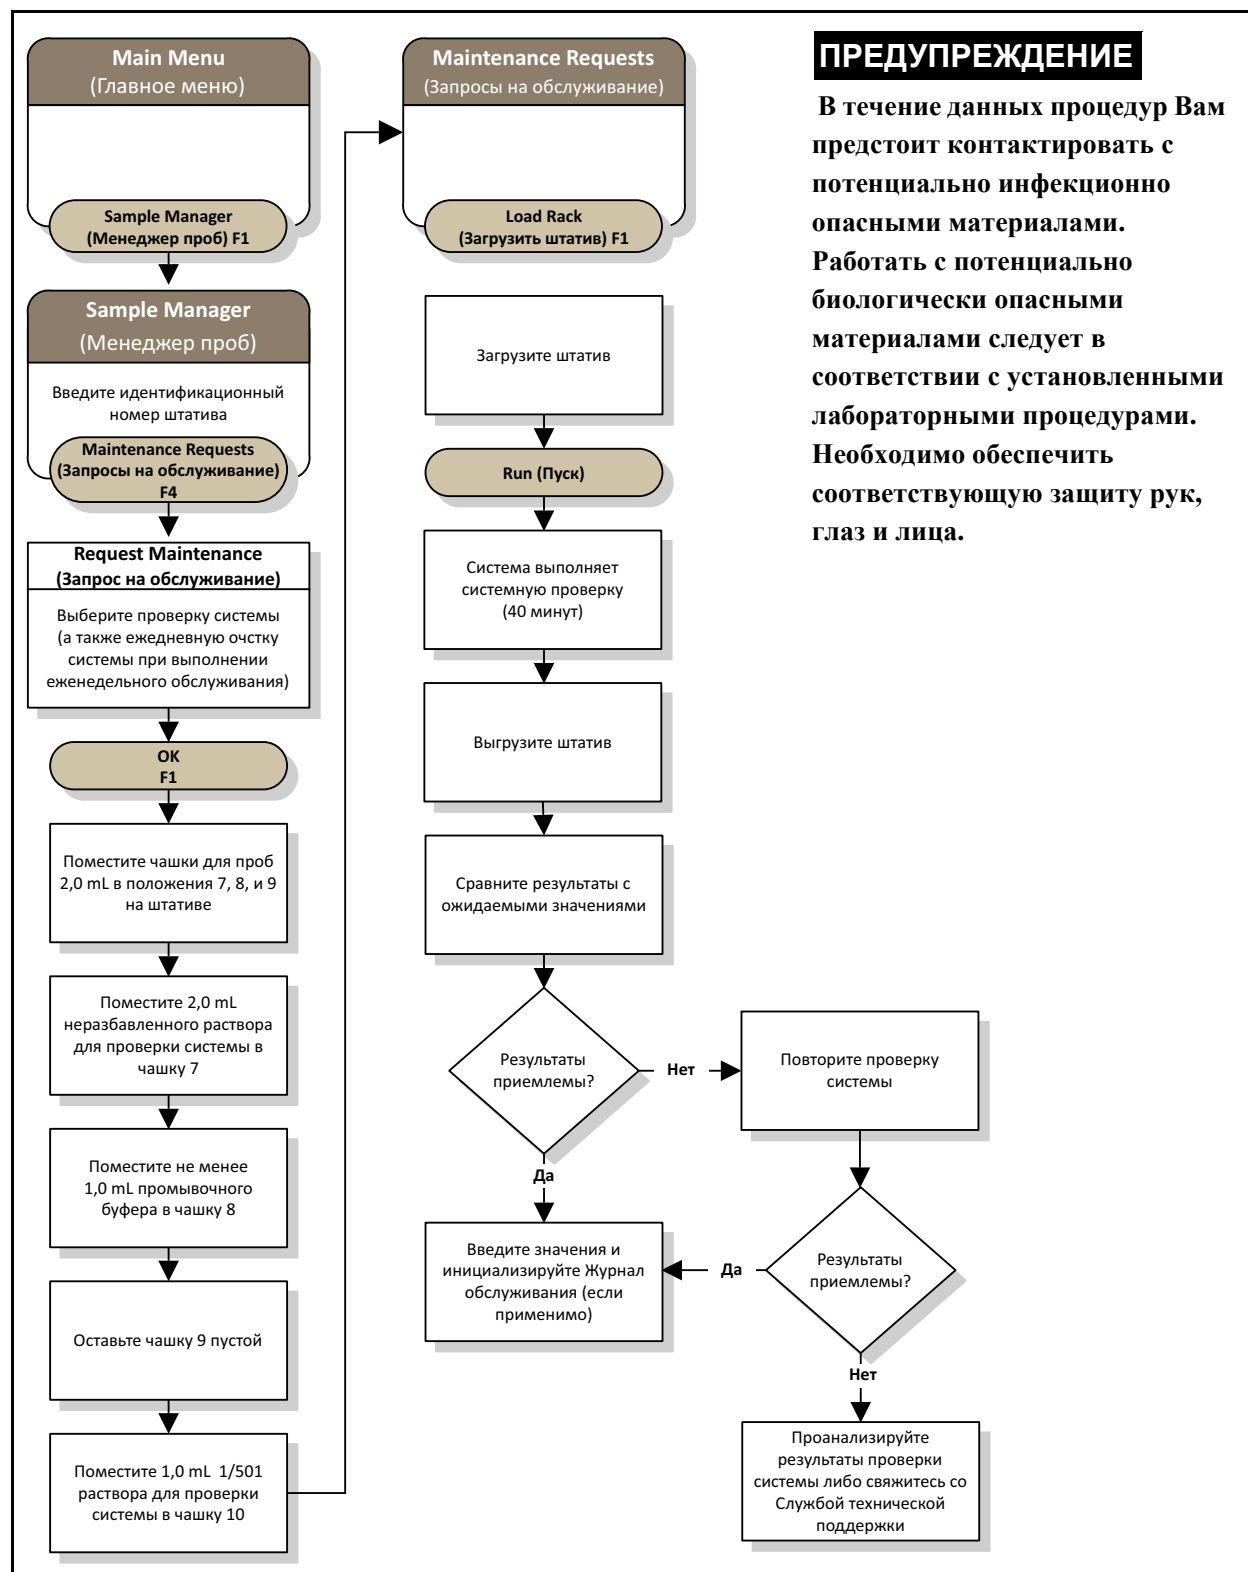 Main Menu
(Главное меню)
Sample Manager
(Менеджер проб) F1
Sample Manager
(Менеджер проб)
Введите идентификационный
номер штатива
Maintenance Requests
(Запросы на обслуживание)
F4
Request Maintenance
(Запрос на обслуживание)
Выберите проверку системы
(а также ежедневную очстку
системы при выполнении
еженедельного обслуживания)
OK
F1
Поместите чашки для проб
2,0 mL в положения 7, 8, и 9
на штативе
Поместите 2,0 mL
неразбавленного раствора
для проверки системы в
чашку 7
Поместите не менее
1,0 mL промывочного
буфера в чашку 8
Оставьте чашку 9 пустой
Поместите 1,0 mL 1/501
раствора для проверки
системы в чашку 10
Maintenance Requests
(Запросы на обслуживание)
Load Rack
(Загрузить штатив) F1
Загрузите штатив
Run (Пуск)
Система выполняет
системную проверку
(40 минут)
Выгрузите штатив
Сравните результаты с
ожидаемыми значениями
Результаты
приемлемы?
Нет
Повторите проверку
системы
Да
Введите значения и
инициализируйте Журнал
обслуживания (если
применимо)
Да
Результаты
приемлемы?
Нет
Проанализируйте
результаты проверки
системы либо свяжитесь со
Службой технической
поддержки
ПРЕДУПРЕЖДЕНИЕ
В течение данных процедур Вам
предстоит контактировать с
потенциально инфекционно
опасными материалами.
Работать с потенциально
биологически опасными
материалами следует в
соответствии с установленными
лабораторными процедурами.
Необходимо обеспечить
соответствующую защиту рук,
глаз и лица.